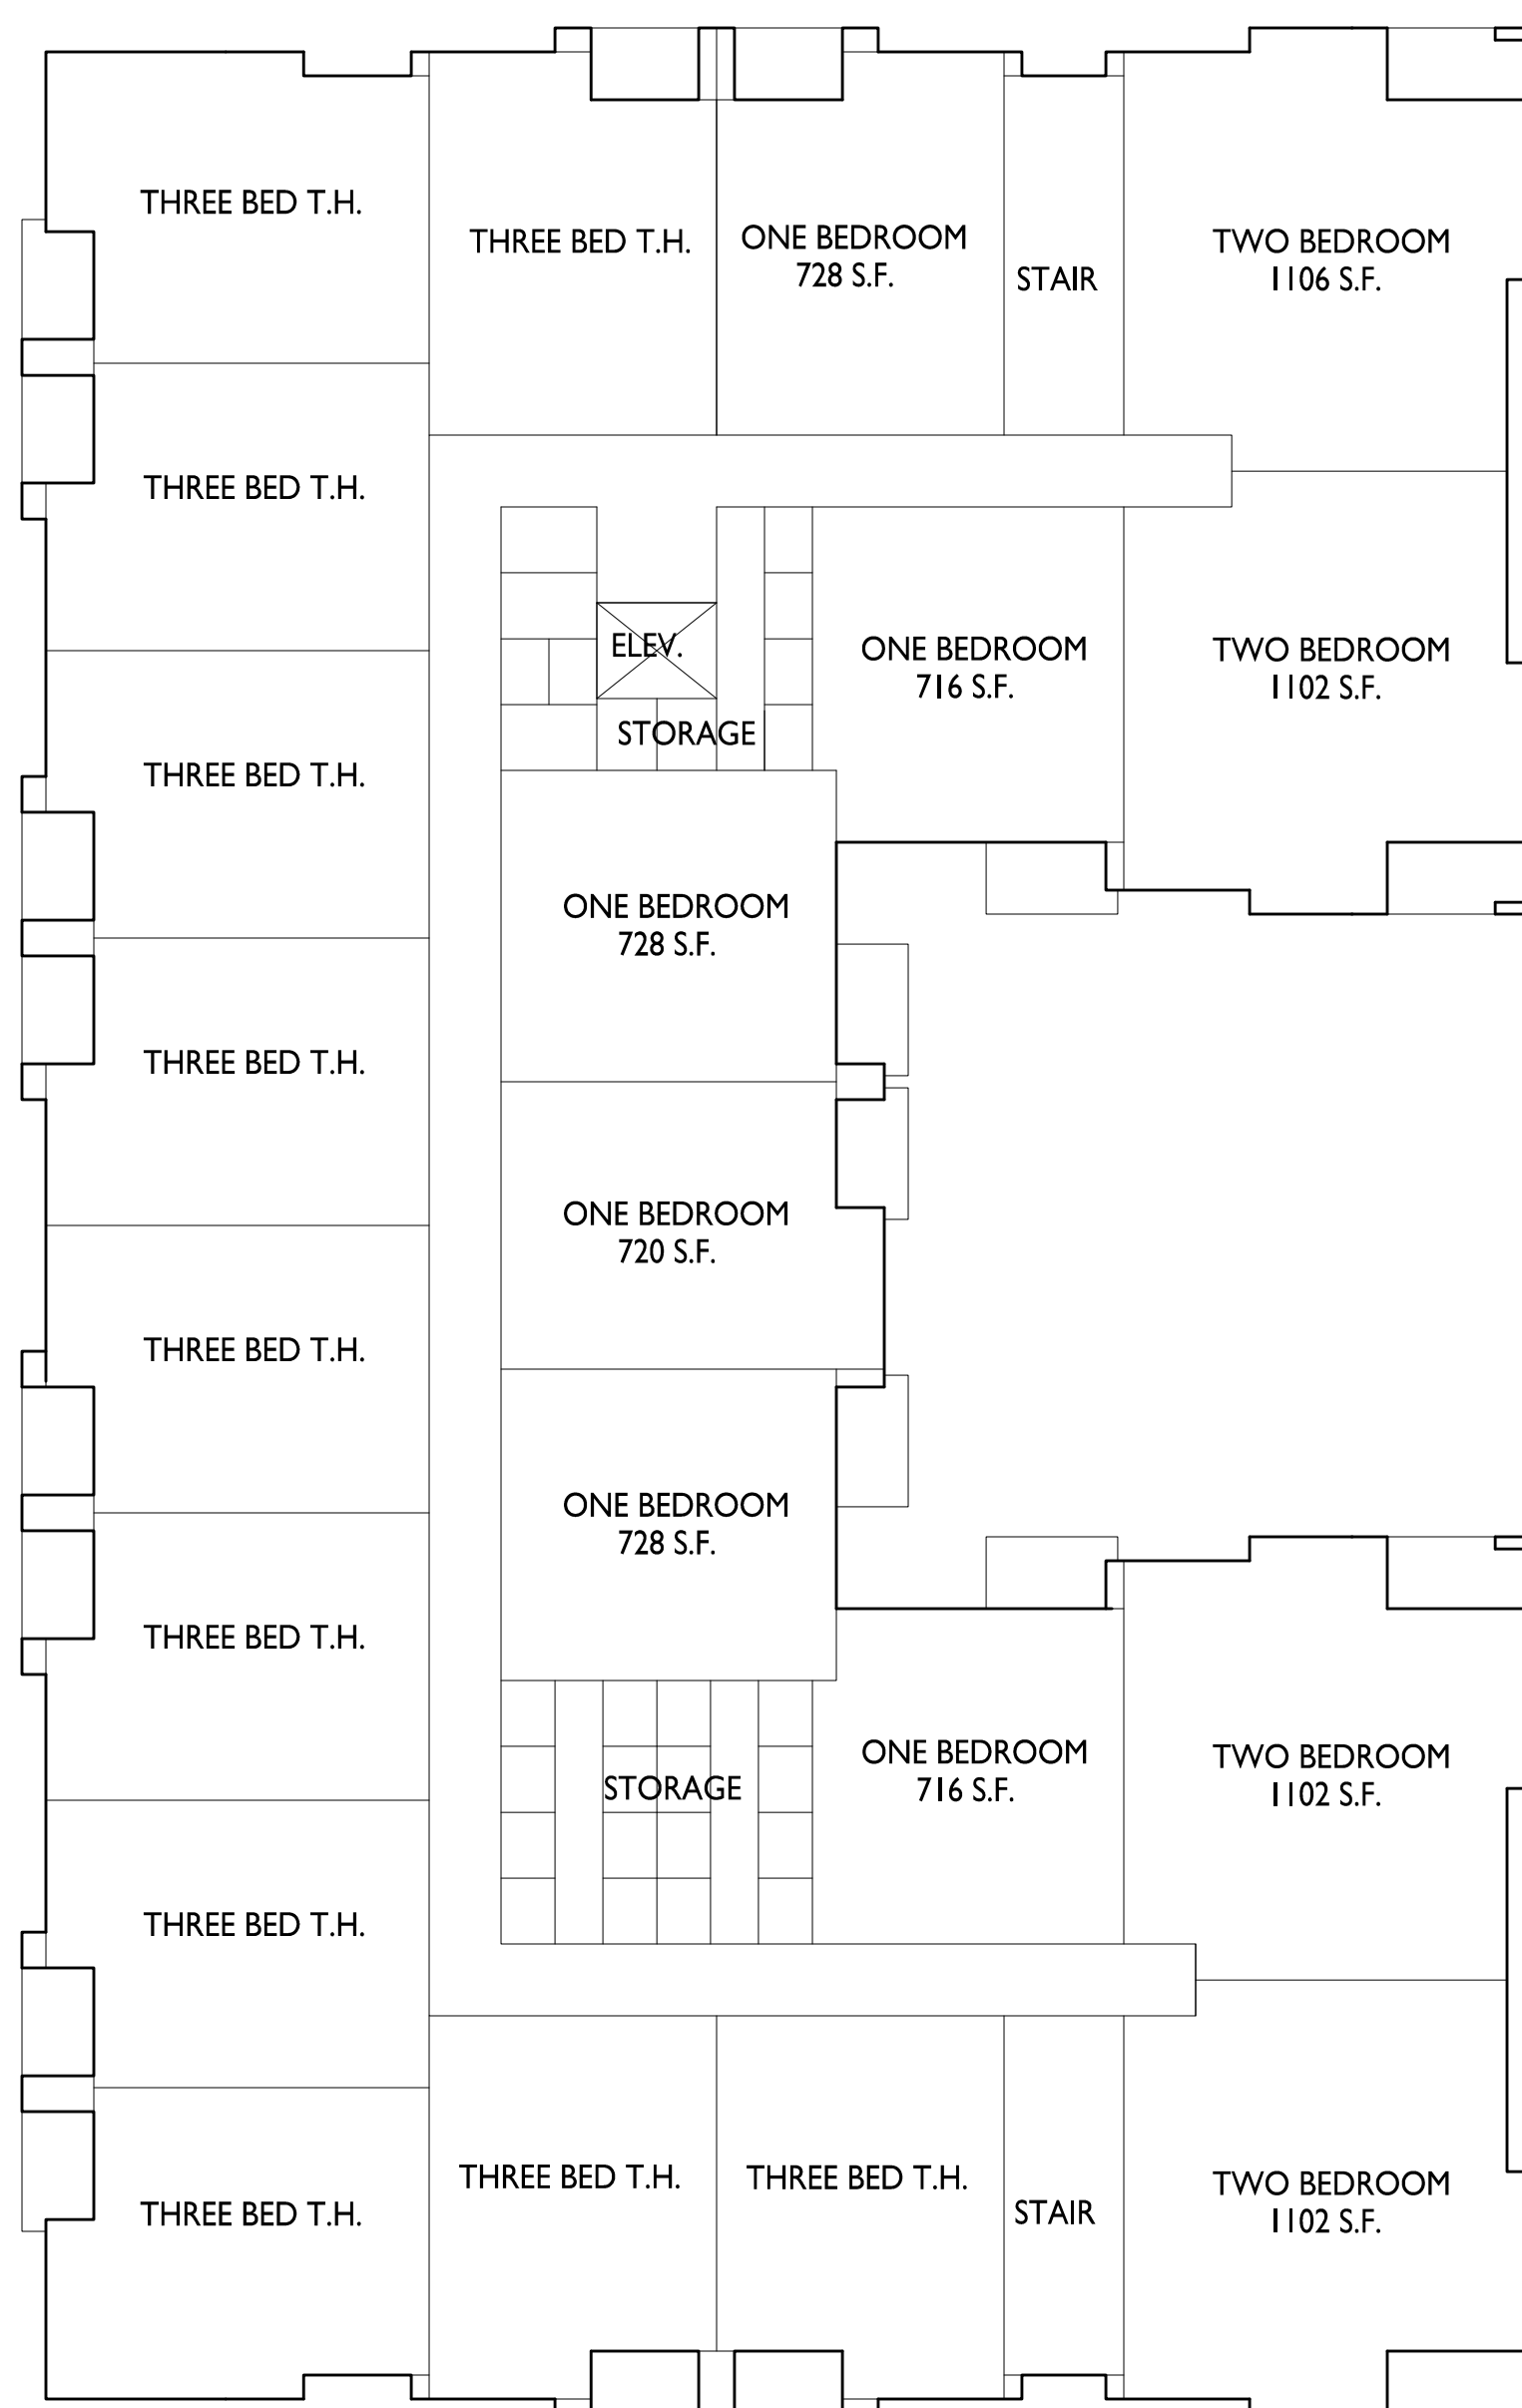 THREE BED T.H.
THREE BED T.H.
ONE BEDROOM
728 S.F.
STAIR
TWO BEDROOM
1106 S.F.
THREE BED T.H.
ELEV.
STORAGE
ONE BEDROOM
716 S.F.
TWO BEDROOM
1102 S.F.
THREE BED T.H.
ONE BEDROOM
728 S.F.
THREE BED T.H.
ONE BEDROOM
720 S.F.
THREE BED T.H.
ONE BEDROOM
728 S.F.
THREE BED T.H.
STORAGE
ONE BEDROOM
716 S.F.
TWO BEDROOM
1102 S.F.
THREE BED T.H.
THREE BED T.H.
THREE BED T.H.
THREE BED T.H.
STAIR
TWO BEDROOM
1102 S.F.